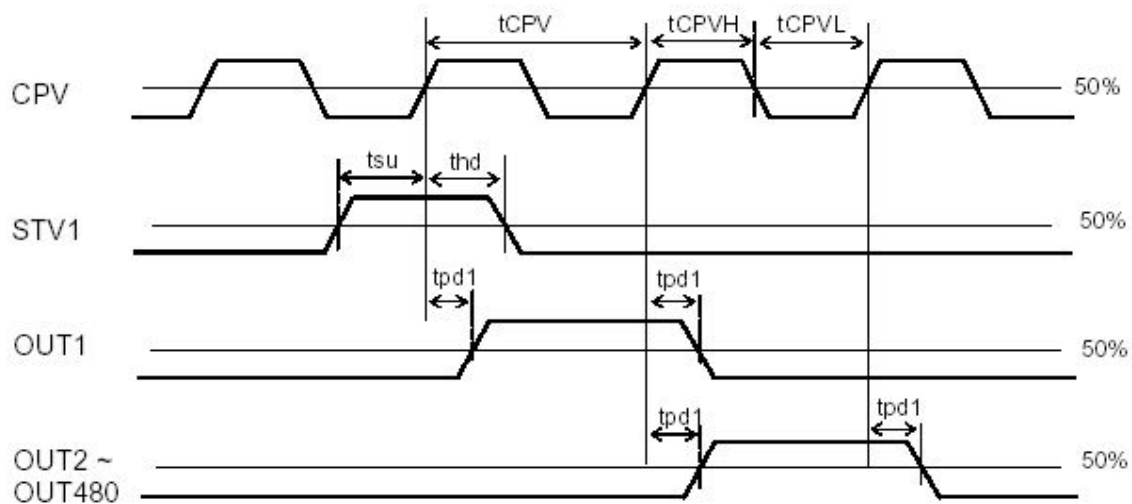 tCPV tCPVH tCPVL
CPV 50%
tsu thd
STV1 50%
tpd1 tpd1
OUT1 50%
tpd1 tpd1
OUT2 ~ 50%
OUT480